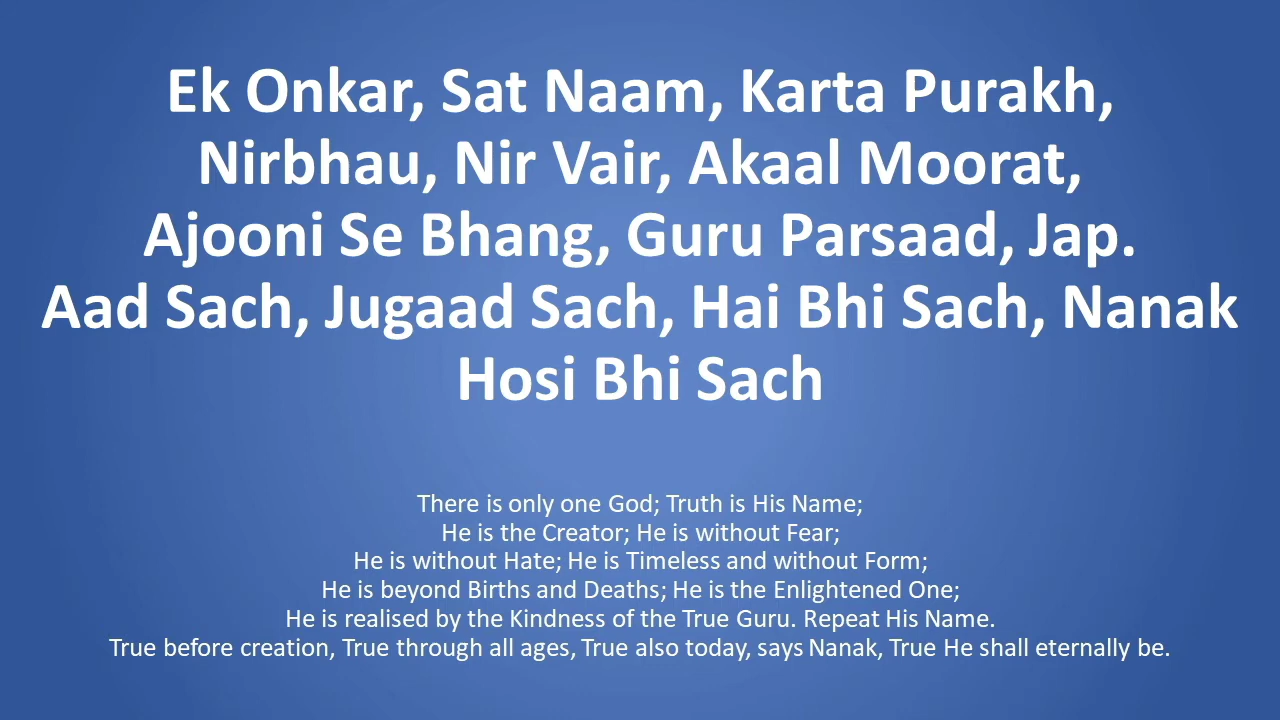 Ek Onkar, Sat Naam, Karta Purakh,
Nirbhau, Nir Vair, Akaal Moorat,
Ajooni Se Bhang, Guru Parsaad, Jap.
Aad Sach, Jugaad Sach, Hai Bhi Sach, Nanak
Hosi Bhi Sach
There is only one God; Truth is His Name;
He is the Creator; He is without Fear;
He is without Hate; He is Timeless and without Form;
He is beyond Births and Deaths; He is the Enlightened One;
He is realised by the Kindness of the True Guru. Repeat His Name.
True before creation, True through all ages, True also today, says Nanak, True He shall eternally be.